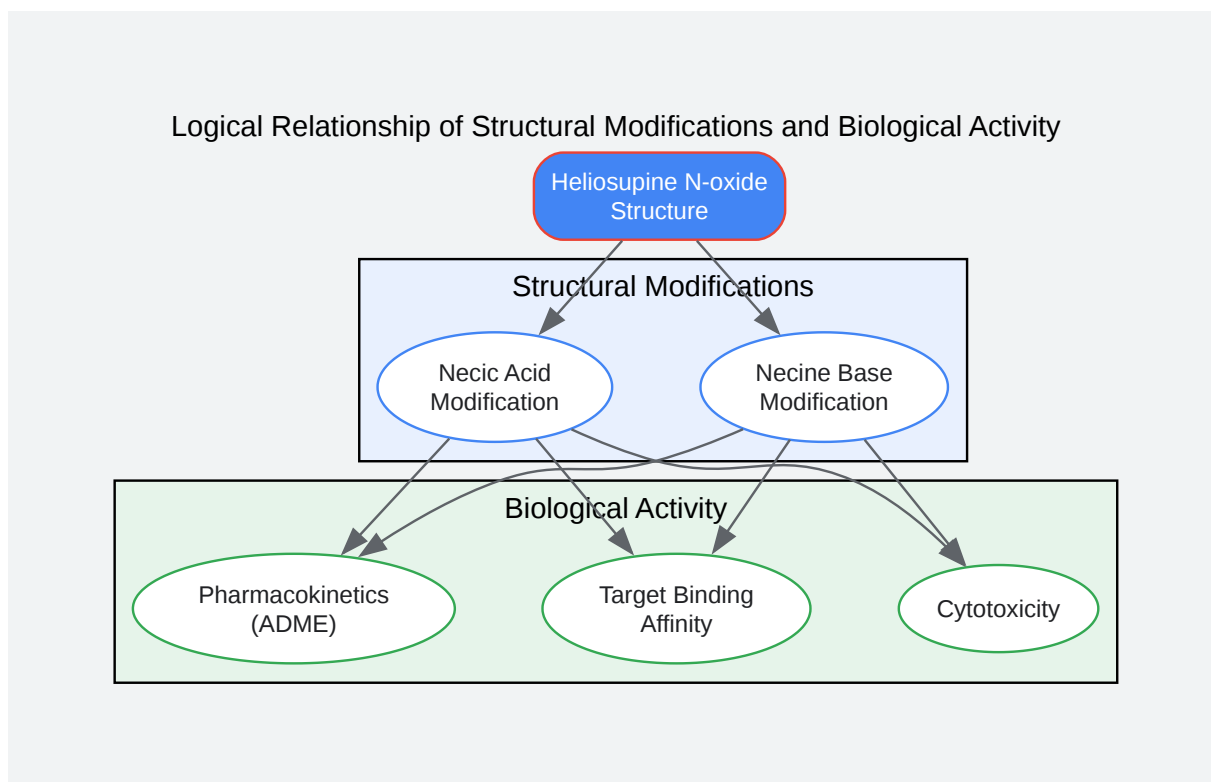 Logical Relationship of Structural Modifications and Biological Activity
Heliosupine N-oxide
Structure
Structural Modifications
Necic Acid
Modification
Necine Base
Modification
Biological Activity
Pharmacokinetics
(ADME)
Target Binding
Affinity
Cytotoxicity